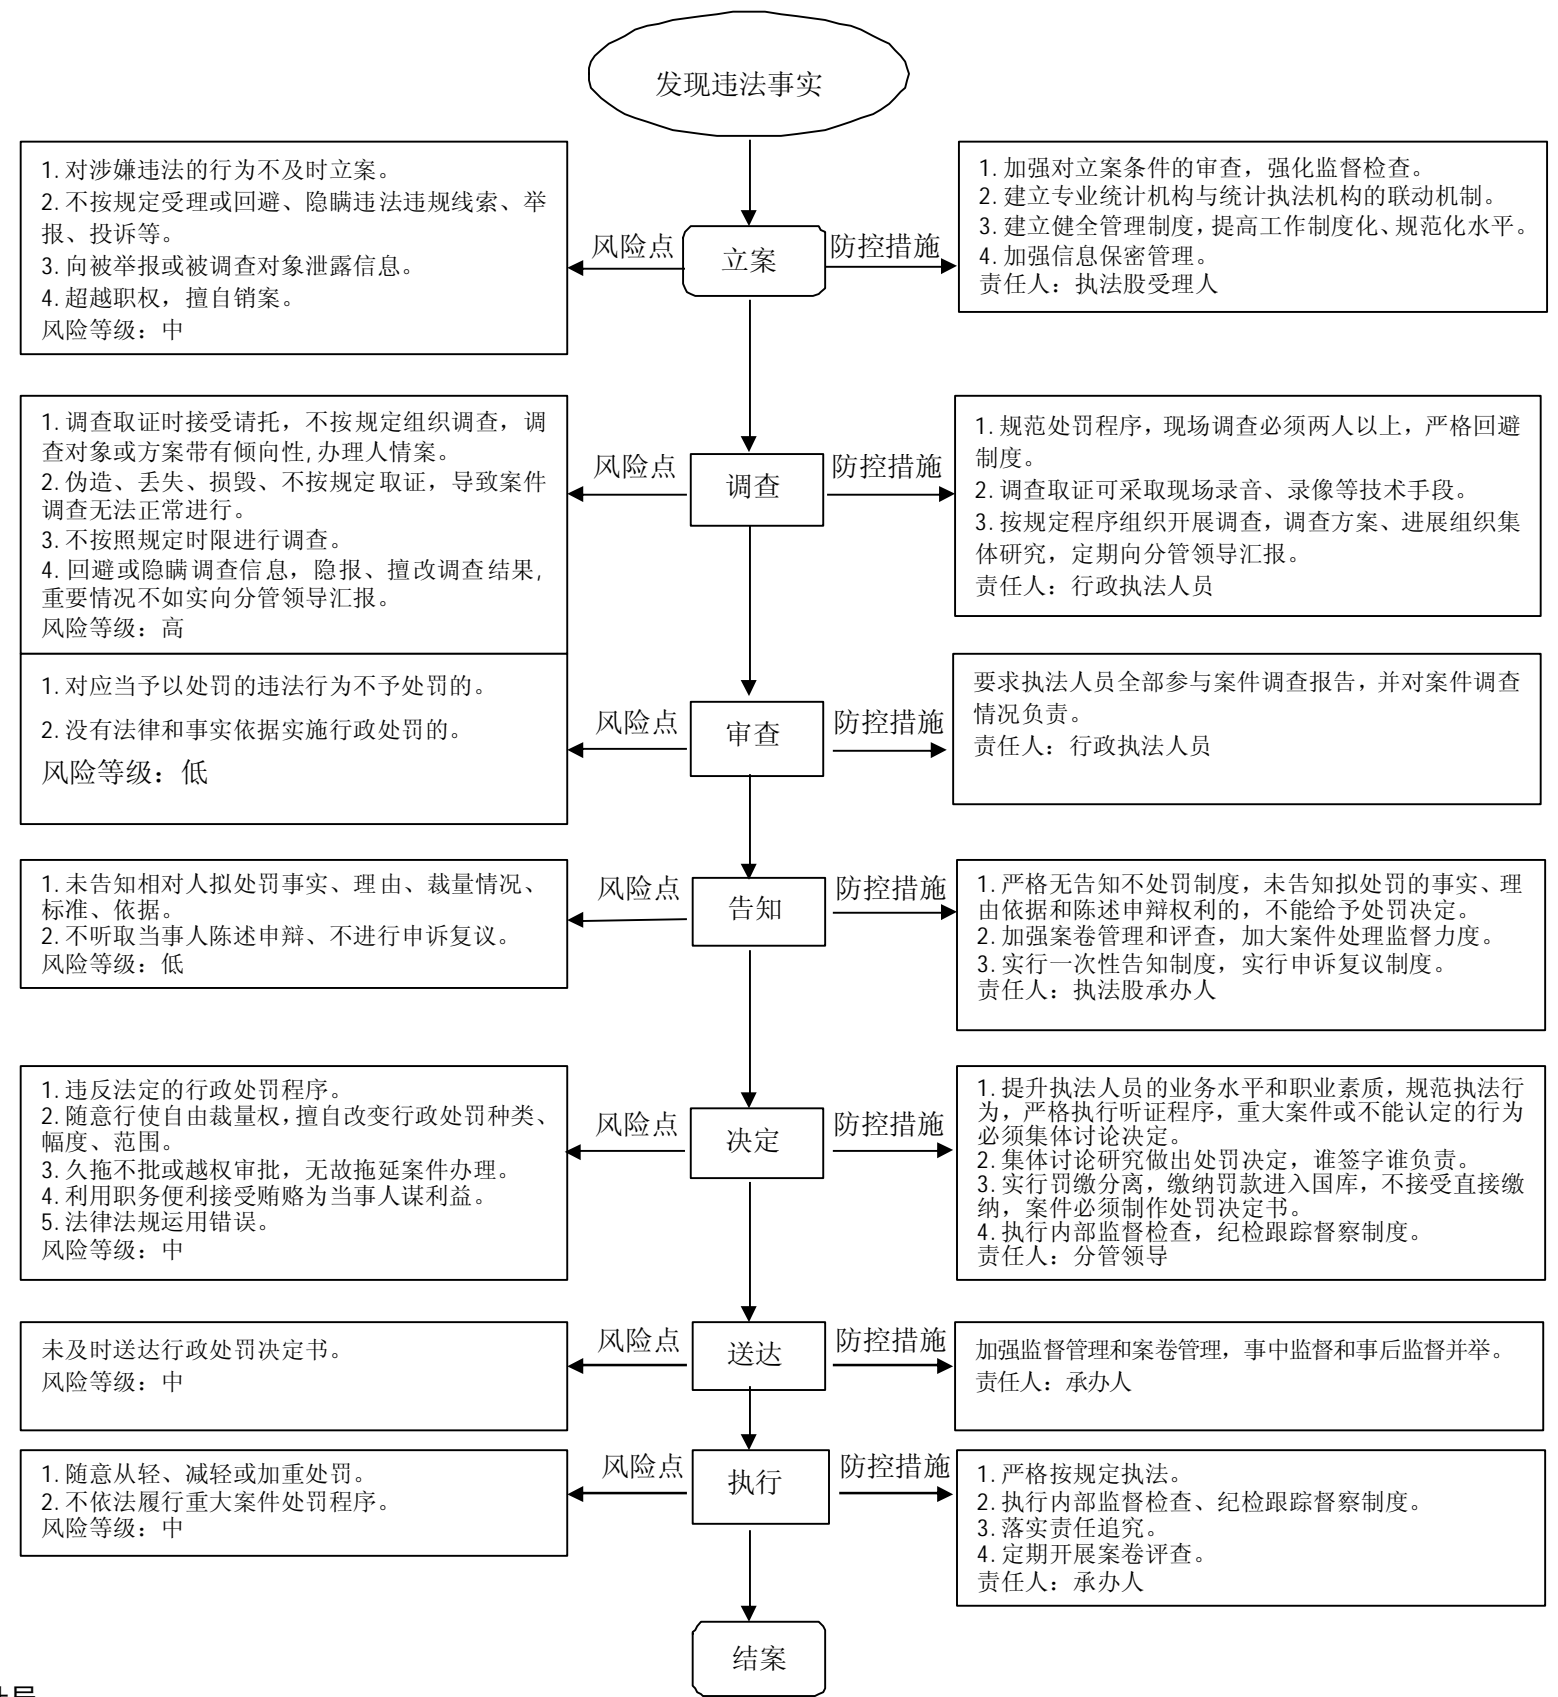 发现违法事实
1.对涉嫌违法的行为不及时立案。
2.不按规定受理或回避、隐瞒违法违规线索、举
报、投诉等。
3.向被举报或被调查对象泄露信息。
4.超越职权，擅自销案。
风险等级：中
风险点
立案
防控措施
1.加强对立案条件的审查，强化监督检查。
2.建立专业统计机构与统计执法机构的联动机制。
3.建立健全管理制度，提高工作制度化、规范化水平。
4.加强信息保密管理。
责任人：执法股受理人
1.调查取证时接受请托，不按规定组织调查，调
查对象或方案带有倾向性,办理人情案。
2.伪造、丢失、损毁、不按规定取证，导致案件
调查无法正常进行。
3.不按照规定时限进行调查。
4.回避或隐瞒调查信息，隐报、擅改调查结果，
重要情况不如实向分管领导汇报。
风险等级：高
风险点
调查
防控措施
1.规范处罚程序，现场调查必须两人以上，严格回避
制度。
2.调查取证可采取现场录音、录像等技术手段。
3.按规定程序组织开展调查，调查方案、进展组织集
体研究，定期向分管领导汇报。
责任人：行政执法人员
1.对应当予以处罚的违法行为不予处罚的。
2.没有法律和事实依据实施行政处罚的。
风险等级：低
风险点
审查
防控措施
要求执法人员全部参与案件调查报告，并对案件调查
情况负责。
责任人：行政执法人员
1.未告知相对人拟处罚事实、理由、裁量情况、
标准、依据。
2.不听取当事人陈述申辩、不进行申诉复议。
风险等级：低
风险点
告知
防控措施
1.严格无告知不处罚制度，未告知拟处罚的事实、理
由依据和陈述申辩权利的，不能给予处罚决定。
2.加强案卷管理和评查，加大案件处理监督力度。
3.实行一次性告知制度，实行申诉复议制度。
责任人：执法股承办人
1.违反法定的行政处罚程序。
2.随意行使自由裁量权，擅自改变行政处罚种类、
幅度、范围。
3.久拖不批或越权审批，无故拖延案件办理。
4.利用职务便利接受贿赂为当事人谋利益。
5.法律法规运用错误。
风险等级：中
风险点
决定
防控措施
1.提升执法人员的业务水平和职业素质，规范执法行
为，严格执行听证程序，重大案件或不能认定的行为
必须集体讨论决定。
2.集体讨论研究做出处罚决定，谁签字谁负责。
3.实行罚缴分离，缴纳罚款进入国库，不接受直接缴
纳，案件必须制作处罚决定书。
4.执行内部监督检查，纪检跟踪督察制度。
责任人：分管领导
未及时送达行政处罚决定书。
风险等级：中
风险点
送达
防控措施
加强监督管理和案卷管理，事中监督和事后监督并举。
责任人：承办人
1.随意从轻、减轻或加重处罚。
2.不依法履行重大案件处罚程序。
风险等级：中
风险点
执行
防控措施
1.严格按规定执法。
2.执行内部监督检查、纪检跟踪督察制度。
3.落实责任追究。
4.定期开展案卷评查。
责任人：承办人
结案